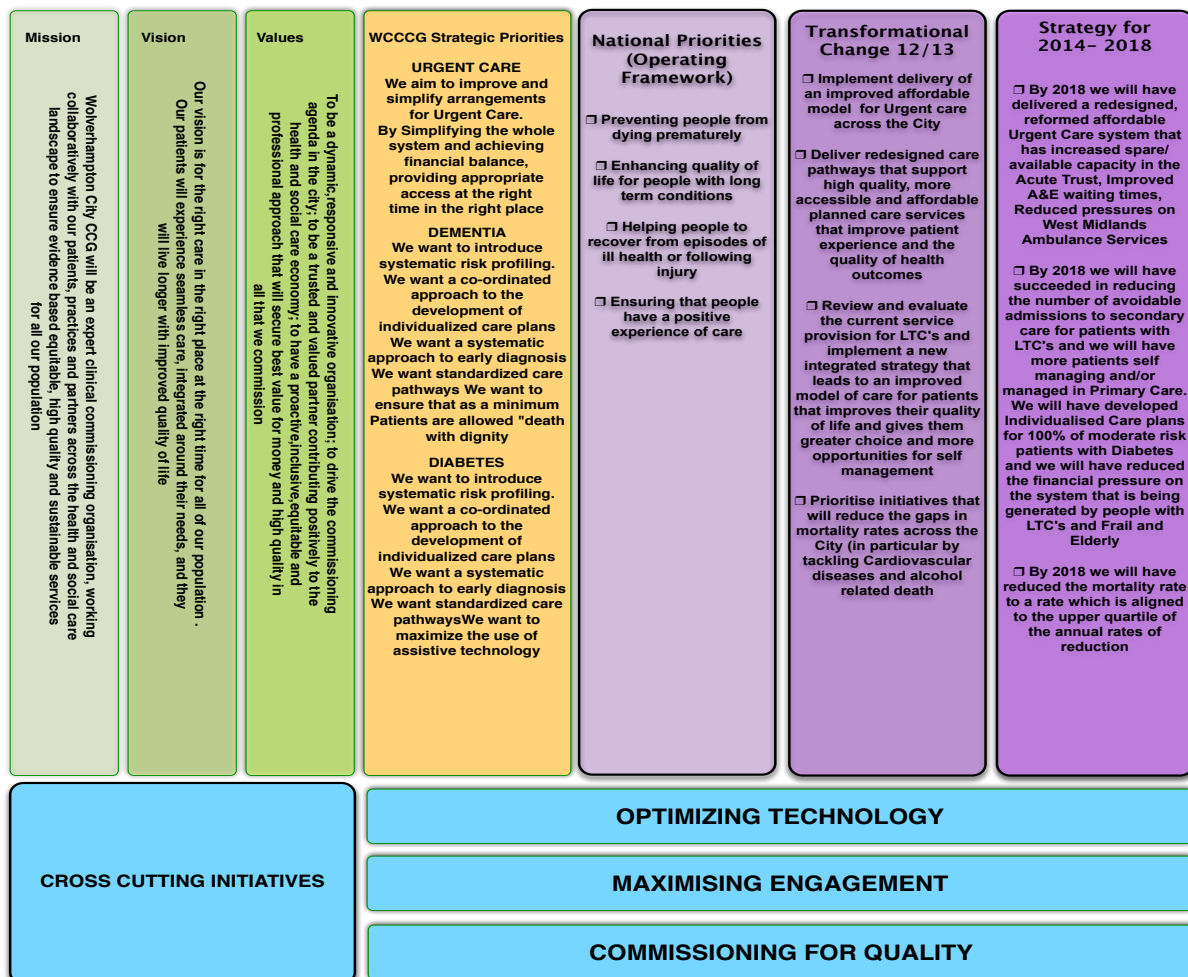 Mission
Wolverhampton City CCG will be an expert clinical commissioning organisation, working
collaboratively with our patients, practices and partners across the health and social care
landscape to ensure evidence based equitable, high quality and sustainable services
for all our population
Vision
Our vision is for the right care in the right place at the right time for all of our population .
Our patients will experience seamless care, integrated around their needs, and they
will live longer with improved quality of life
Values
To be a dynamic,responsive and innovative organisation; to drive the commissioning
agenda in the city; to be a trusted and valued partner contributing positively to the
health and social care economy; to have a proactive,inclusive,equitable and
professional approach that will secure best value for money and high quality in
all that we commission
WCCCG Strategic Priorities
URGENT CARE
We aim to improve and
simplify arrangements
for Urgent Care.
By Simplifying the whole
system and achieving
financial balance,
providing appropriate
access at the right
time in the right place
DEMENTIA
We want to introduce
systematic risk profiling.
We want a co-ordinated
approach to the
development of
individualized care plans
We want a systematic
approach to early diagnosis
We want standardized care
pathways We want to
ensure that as a minimum
Patients are allowed "death
with dignity
DIABETES
We want to introduce
systematic risk profiling.
We want a co-ordinated
approach to the
development of
individualized care plans
We want a systematic
approach to early diagnosis
We want standardized care
pathwaysWe want to
maximize the use of
assistive technology
National Priorities
(Operating
Framework)
❒ Preventing people from
dying prematurely
❒ Enhancing quality of
life for people with long
term conditions
❒ Helping people to
recover from episodes of
ill health or following
injury
❒ Ensuring that people
have a positive
experience of care
Transformational
Change 12/13
❒ Implement delivery of
an improved affordable
model for Urgent care
across the City
❒ Deliver redesigned care
pathways that support
high quality, more
accessible and affordable
planned care services
that improve patient
experience and the
quality of health
outcomes
❒ Review and evaluate
the current service
provision for LTC's and
implement a new
integrated strategy that
leads to an improved
model of care for patients
that improves their quality
of life and gives them
greater choice and more
opportunities for self
management
❒ Prioritise initiatives that
will reduce the gaps in
mortality rates across the
City (in particular by
tackling Cardiovascular
diseases and alcohol
related death
Strategy for
2014– 2018
❒ By 2018 we will have
delivered a redesigned,
reformed affordable
Urgent Care system that
has increased spare/
available capacity in the
Acute Trust, Improved
A&E waiting times,
Reduced pressures on
West Midlands
Ambulance Services
❒ By 2018 we will have
succeeded in reducing
the number of avoidable
admissions to secondary
care for patients with
LTC's and we will have
more patients self
managing and/or
managed in Primary Care.
We will have developed
Individualised Care plans
for 100% of moderate risk
patients with Diabetes
and we will have reduced
the financial pressure on
the system that is being
generated by people with
LTC's and Frail and
Elderly
❒ By 2018 we will have
reduced the mortality rate
to a rate which is aligned
to the upper quartile of
the annual rates of
reduction
CROSS CUTTING INITIATIVES
OPTIMIZING TECHNOLOGY
MAXIMISING ENGAGEMENT
COMMISSIONING FOR QUALITY